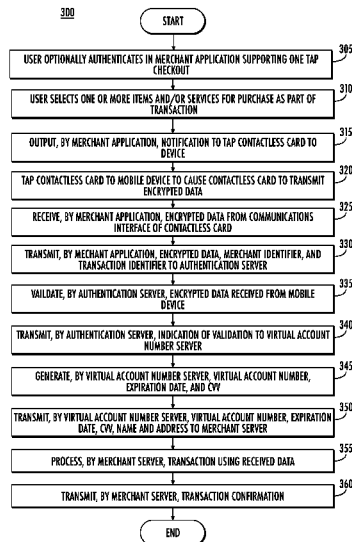 300
START
305
USER OPTIONALLY AUTHENTICATES IN MERCHANT APPLICATION SUPPORTING ONE TAP
CHECKOUT
310
USER SELECTS ONE OR MORE ITEMS AND/OR SERVICES FOR PURCHASE AS PART OF
TRANSACTION
315
OUTPUT, BY MERCHANT APPLICATION, NOTIFICATION TO TAP CONTACTLESS CARD TO
DEVICE
320
TAP CONTACTLESS CARD TO MOBILE DEVICE TO CAUSE CONTACTLESS CARD TO TRANSMIT
ENCRYPTED DATA
325
RECEIVE, BY MERCHANT APPLICATION, ENCRYPTED DATA FROM COMMUNICATIONS
INTERFACE OF CONTACTLESS CARD
330
TRANSMIT, BY MECHANT APPLICATION, ENCRYPTED DATA, MERCHANT IDENTIFIER, AND
TRANSACTION IDENTIFIER TO AUTHENTICATION SERVER
335
VAILDATE, BY AUTHENTICATION SERVER, ENCRYPTED DATA RECEIVED FROM MOBILE
DEVICE
340
TRANSMIT, BY AUTHENTICATION SERVER, INDICATION OF VALIDATION TO VIRTUAL ACCOUNT
NUMBER SERVER
345
GENERATE, BY VIRTUAL ACCOUNT NUMBER SERVER, VIRTUAL ACCOUNT NUMBER,
EXPIRATION DATE, AND CVV
350
TRANSMIT, BY VIRTUAL ACCOUNT NUMBER SERVER, VIRTUAL ACCOUNT NUMBER, EXPIRATION
DATE, CVV, NAME AND ADDRESS TO MERCHANT SERVER
355
PROCESS, BY MERCHANT SERVER, TRANSACTION USING RECEIVED DATA
360
TRANSMIT, BY MERCHANT SERVER, TRANSACTION CONFIRMATION
END